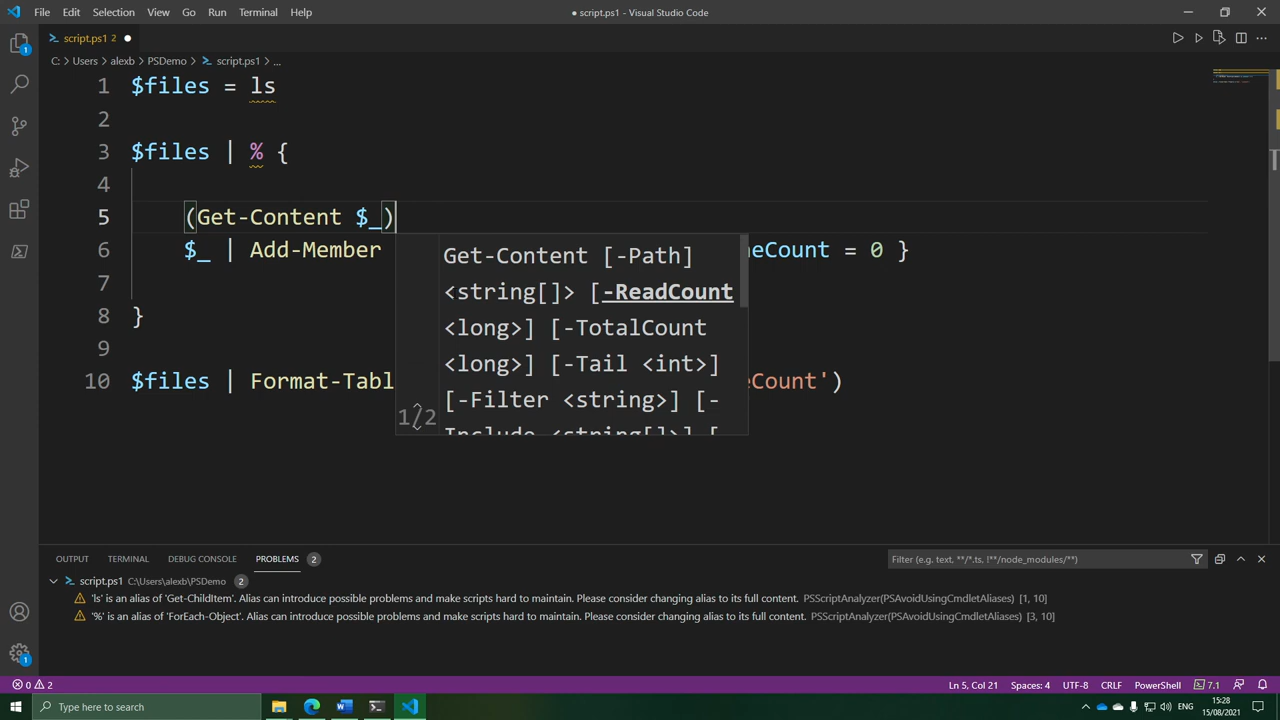 File Edit Selection View Go Run Terminal Help
● script.ps1 - Visual Studio Code
script.ps1 2 ●
C: > Users > alexb > PSDemo > script.ps1 > ...
1 $files = ls
2
3 $files | % {
4
5 (Get-Content $_)
6 $_ | Add-Member eCount = 0 }
7
8 }
9
10 $files | Format-Tabl eCount')
Get-Content [-Path]
<string[]> [-ReadCount
<long>] [-TotalCount
<long>] [-Tail <int>]
[-Filter <string>] [-
Include <string[]>] [
1/2
OUTPUT TERMINAL DEBUG CONSOLE PROBLEMS 2
Filter (e.g. text, **/*.ts, !**/node_modules/**)
script.ps1 C:\Users\alexb\PSDemo 2
'ls' is an alias of 'Get-ChildItem'. Alias can introduce possible problems and make scripts hard to maintain. Please consider changing alias to its full content. PSScriptAnalyzer(PSAvoidUsingCmdletAliases) [1, 10]
'%' is an alias of 'ForEach-Object'. Alias can introduce possible problems and make scripts hard to maintain. Please consider changing alias to its full content. PSScriptAnalyzer(PSAvoidUsingCmdletAliases) [3, 10]
1
1
0 2
Ln 5, Col 21 Spaces: 4 UTF-8 CRLF PowerShell 7.1
Type here to search
ENG
15:28
15/08/2021